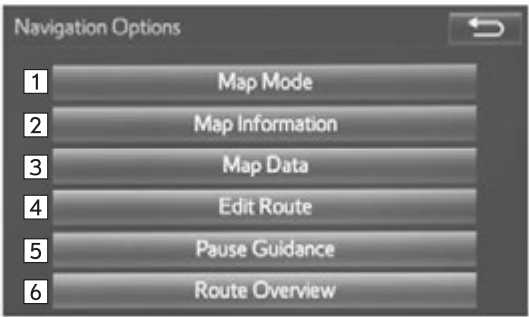 Navigation Options
1 Map Mode
2 Map Information
3 Map Data
4 Edit Route
5 Pause Guidance
6 Route Overview